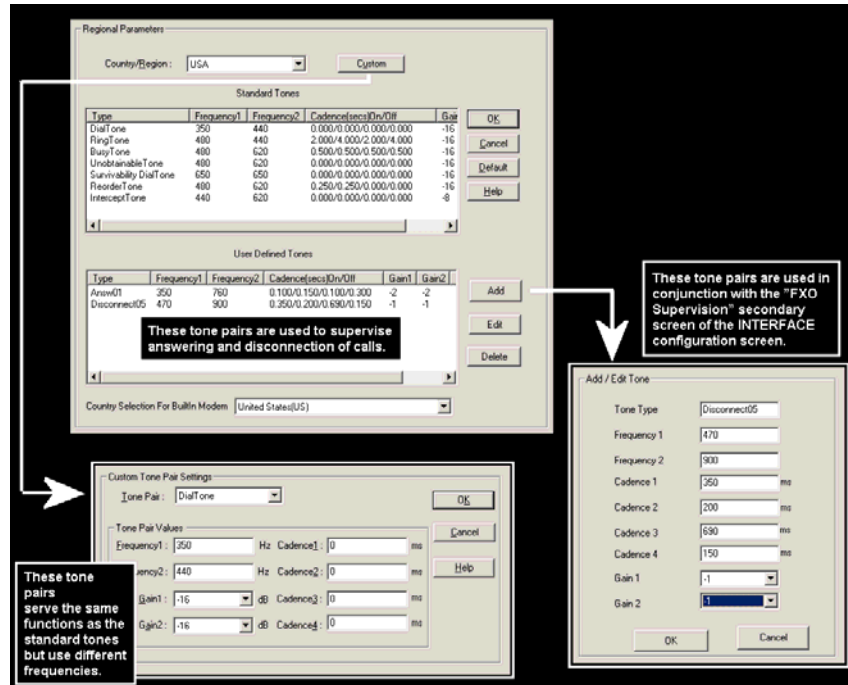 Regional Parameters
Country/Region : USA Custom
Standard Tones
Type Frequency1 Frequency2 Cadence(secs)On/Off Gain
DialTone 350 440 0.000/0.000/0.000/0.000 -16
RingTone 480 440 2.000/4.000/2.000/4.000 -16
BusyTone 480 620 0.500/0.500/0.500/0.500 -16
UnobtainableTone 480 620 0.000/0.000/0.000/0.000 -16
Survivability DialTone 650 650 0.000/0.000/0.000/0.000 -16
ReorderTone 480 620 0.250/0.250/0.000/0.000 -16
InterceptTone 440 620 0.000/0.000/0.000/0.000 -8
OK
Cancel
Default
Help
User Defined Tones
Type Frequency1 Frequency2 Cadence(secs)On/Off Gain1 Gain2
Answ01 350 760 0.100/0.150/0.100/0.300 -2 -2
Disconnect05 470 900 0.350/0.200/0.690/0.150 -1 -1
Add
Edit
Delete
These tone pairs are used to supervise
answering and disconnection of calls.
Country Selection For BuiltIn Modem United States(US)
These tone pairs are used in
conjunction with the "FXO
Supervision" secondary
screen of the INTERFACE
configuration screen.
Add / Edit Tone
Tone Type Disconnect05
Frequency 1 470
Frequency 2 900
Cadence 1 350 ms
Cadence 2 200 ms
Cadence 3 690 ms
Cadence 4 150 ms
Gain 1 -1
Gain 2 -1
OK Cancel
Custom Tone Pair Settings
Tone Pair : DialTone
OK
Cancel
Help
Tone Pair Values
Frequency1 : 350 Hz Cadence1 : 0 ms
uency2 : 440 Hz Cadence2 : 0 ms
Gain1 : -16 dB Cadence3 : 0 ms
Gain2 : -16 dB Cadence4 : 0 ms
These tone
pairs
serve the same
functions as the
standard tones
but use different
frequencies.